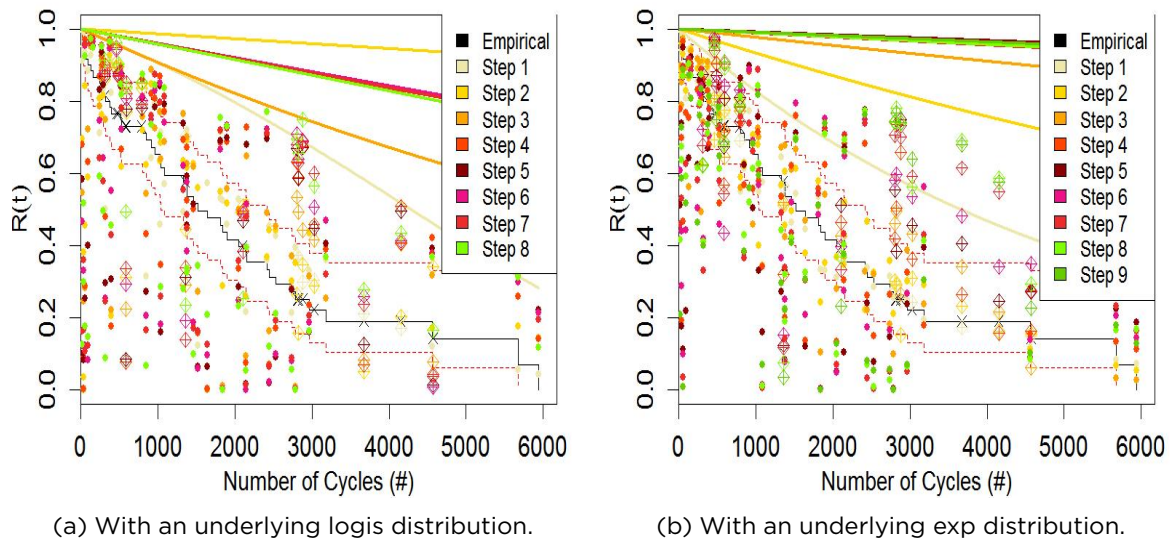 R(t)
1.0
0.8
0.6
0.4
0.2
0.0
0 1000 2000 3000 4000 5000 6000
Number of Cycles (#)
Empirical
Step 1
Step 2
Step 3
Step 4
Step 5
Step 6
Step 7
Step 8
(a) With an underlying logis distribution.
R(t)
1.0
0.8
0.6
0.4
0.2
0.0
0 1000 2000 3000 4000 5000 6000
Number of Cycles (#)
Empirical
Step 1
Step 2
Step 3
Step 4
Step 5
Step 6
Step 7
Step 8
Step 9
(b) With an underlying exp distribution.